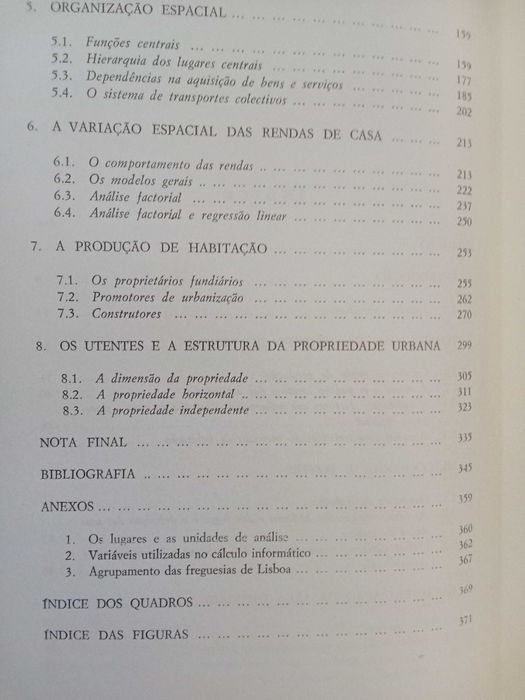 5. ORGANIZAÇÃO ESPACIAL ... ... ... ... ... ... ... ... 159
5.1. Funções centrais ... ... ... ... ... ... ... ... ... ... 159
5.2. Hierarquia dos lugares centrais ... ... ... ... ... ... 177
5.3. Dependências na aquisição de bens e serviços ... ... ... 185
5.4. O sistema de transportes colectivos ... ... ... ... ... 202
6. A VARIAÇÃO ESPACIAL DAS RENDAS DE CASA ... ... ... 213
6.1. O comportamento das rendas .. ... ... ... ... ... ... 213
6.2. Os modelos gerais .. ... ... ... ... ... ... ... ... 222
6.3. Análise factorial ... ... ... ... ... ... ... ... ... 237
6.4. Análise factorial e regressão linear ... ... ... ... ... 250
7. A PRODUÇÃO DE HABITAÇÃO ... ... ... ... ... ... ... 253
7.1. Os proprietários fundiários ... ... ... ... ... ... ... 255
7.2. Promotores de urbanização ... ... ... ... ... ... ... 262
7.3. Construtores ... ... ... ... ... ... ... ... ... ... 270
8. OS UTENTES E A ESTRUTURA DA PROPRIEDADE URBANA 299
8.1. A dimensão da propriedade ... ... ... ... ... ... ... 305
8.2. A propriedade horizontal .. ... ... ... ... ... ... ... 311
8.3. A propriedade independente ... ... ... ... ... ... ... 323
NOTA FINAL ... ... ... ... ... ... ... ... ... ... ... ... 335
BIBLIOGRAFIA .. ... ... ... ... ... ... ... ... ... ... ... 345
ANEXOS ... ... ... ... ... ... ... ... ... ... ... ... ... 359
1. Os lugares e as unidades de análise ... ... ... ... ... 360
2. Variáveis utilizadas no cálculo informático ... ... ... ... 362
3. Agrupamento das freguesias de Lisboa ... ... ... ... ... 367
ÍNDICE DOS QUADROS ... ... ... ... ... ... ... ... ... ... 369
ÍNDICE DAS FIGURAS ... ... ... ... ... ... ... ... ... ... 371